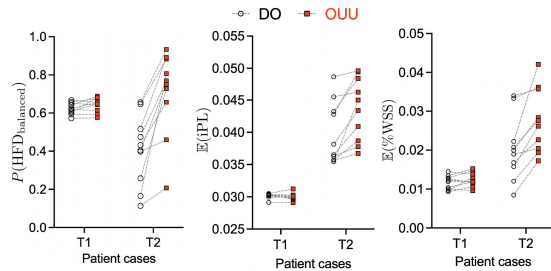 DO OUU
P(HFD_balanced)
1.0
0.8
0.6
0.4
0.2
0.0
T1 T2
Patient cases
𝔼(iPL)
0.055
0.050
0.045
0.040
0.035
0.030
0.025
T1 T2
Patient cases
𝔼(%WSS)
0.05
0.04
0.03
0.02
0.01
0.00
T1 T2
Patient cases